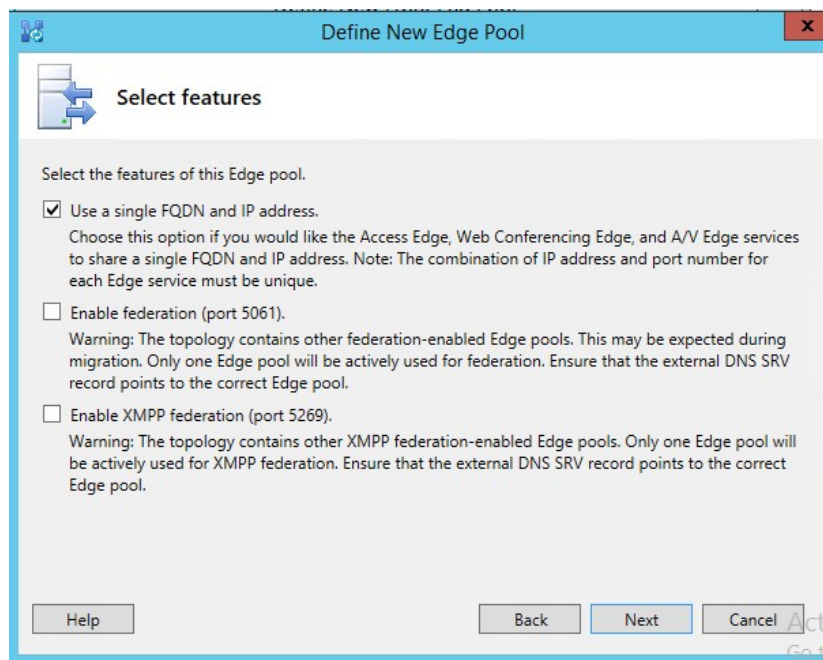 Define New Edge Pool
x
Select features
Select the features of this Edge pool.
Use a single FQDN and IP address.
Choose this option if you would like the Access Edge, Web Conferencing Edge, and A/V Edge services
to share a single FQDN and IP address. Note: The combination of IP address and port number for
each Edge service must be unique.
Enable federation (port 5061).
Warning: The topology contains other federation-enabled Edge pools. This may be expected during
migration. Only one Edge pool will be actively used for federation. Ensure that the external DNS SRV
record points to the correct Edge pool.
Enable XMPP federation (port 5269).
Warning: The topology contains other XMPP federation-enabled Edge pools. Only one Edge pool will
be actively used for XMPP federation. Ensure that the external DNS SRV record points to the correct
Edge pool.
Help Back Next Cancel
Act